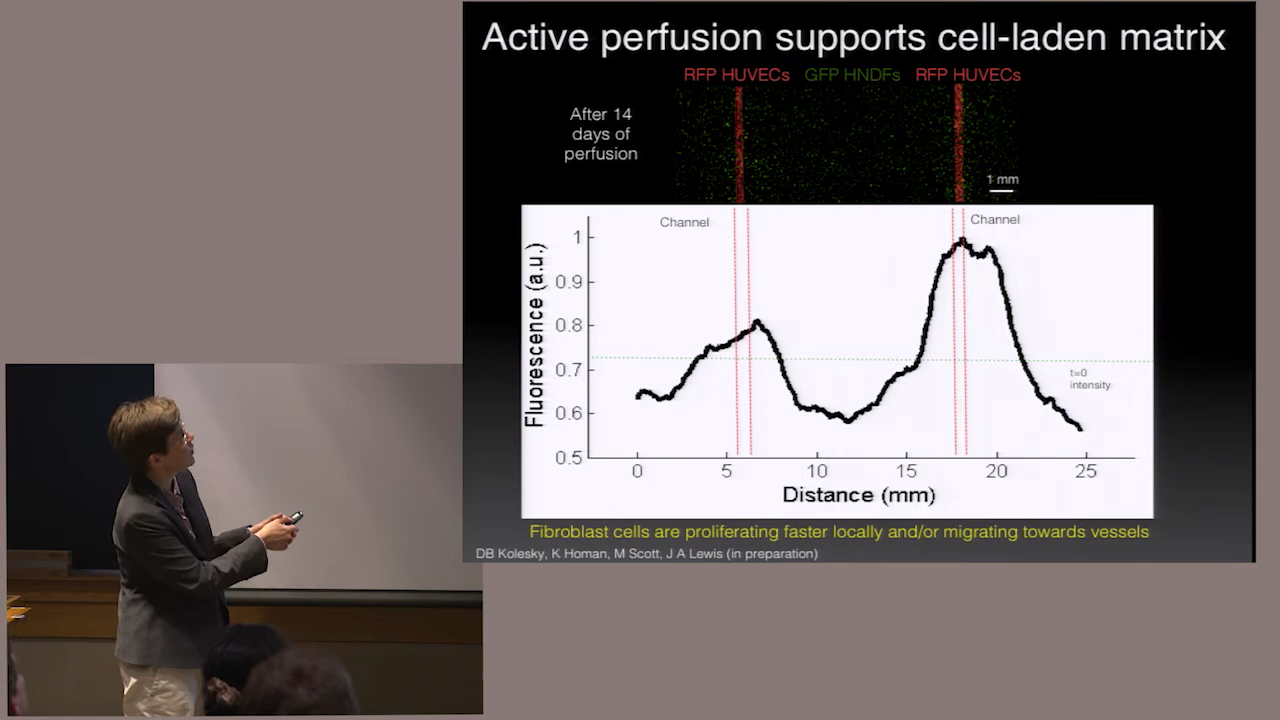 Active perfusion supports cell-laden matrix
RFP HUVECs GFP HNDFs RFP HUVECs
After 14
days of
perfusion
1 mm
Channel
Channel
Fluorescence (a.u.)
1
0.9
0.8
0.7
0.6
0.5
t=0
intensity
0 5 10 15 20 25
Distance (mm)
Fibroblast cells are proliferating faster locally and/or migrating towards vessels
DB Kolesky, K Homan, M Scott, J A Lewis (in preparation)